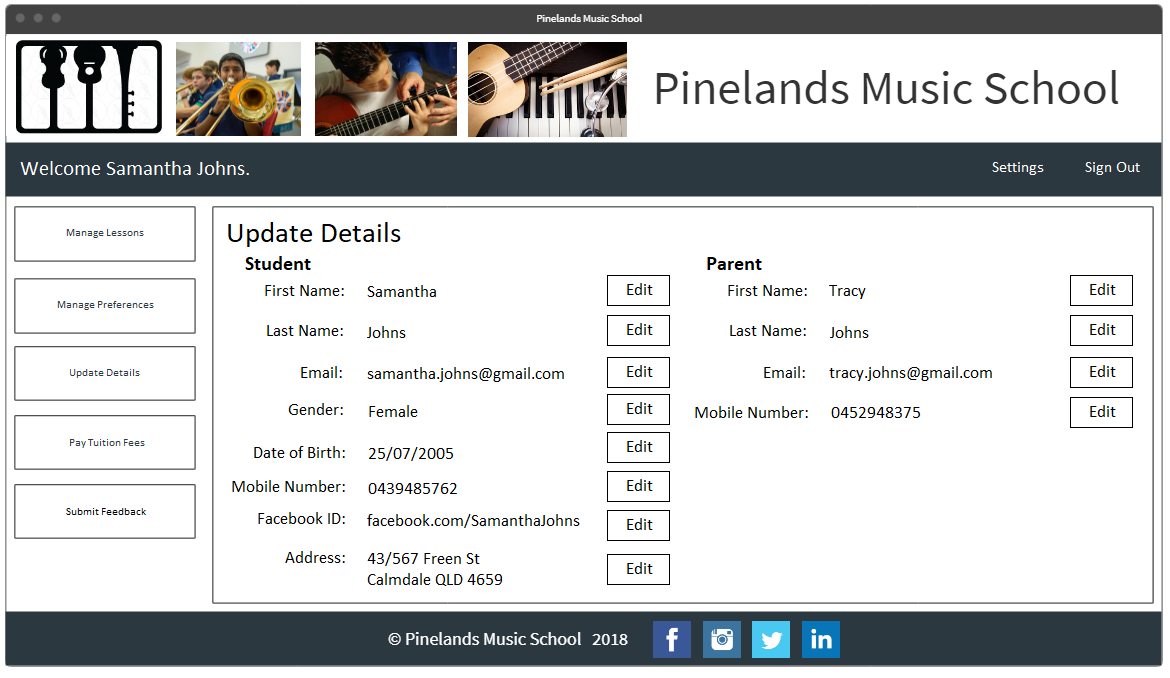 Pinelands Music School
Pinelands Music School
Welcome Samantha Johns.
Settings
Sign Out
Manage Lessons
Manage Preferences
Update Details
Pay Tuition Fees
Submit Feedback
Update Details
Student
First Name: Samantha Edit
Last Name: Johns Edit
Email: samantha.johns@gmail.com Edit
Gender: Female Edit
Date of Birth: 25/07/2005 Edit
Mobile Number: 0439485762 Edit
Facebook ID: facebook.com/SamanthaJohns Edit
Address: 43/567 Freen St Edit
Calmdale QLD 4659
Parent
First Name: Tracy Edit
Last Name: Johns Edit
Email: tracy.johns@gmail.com Edit
Mobile Number: 0452948375 Edit
© Pinelands Music School 2018